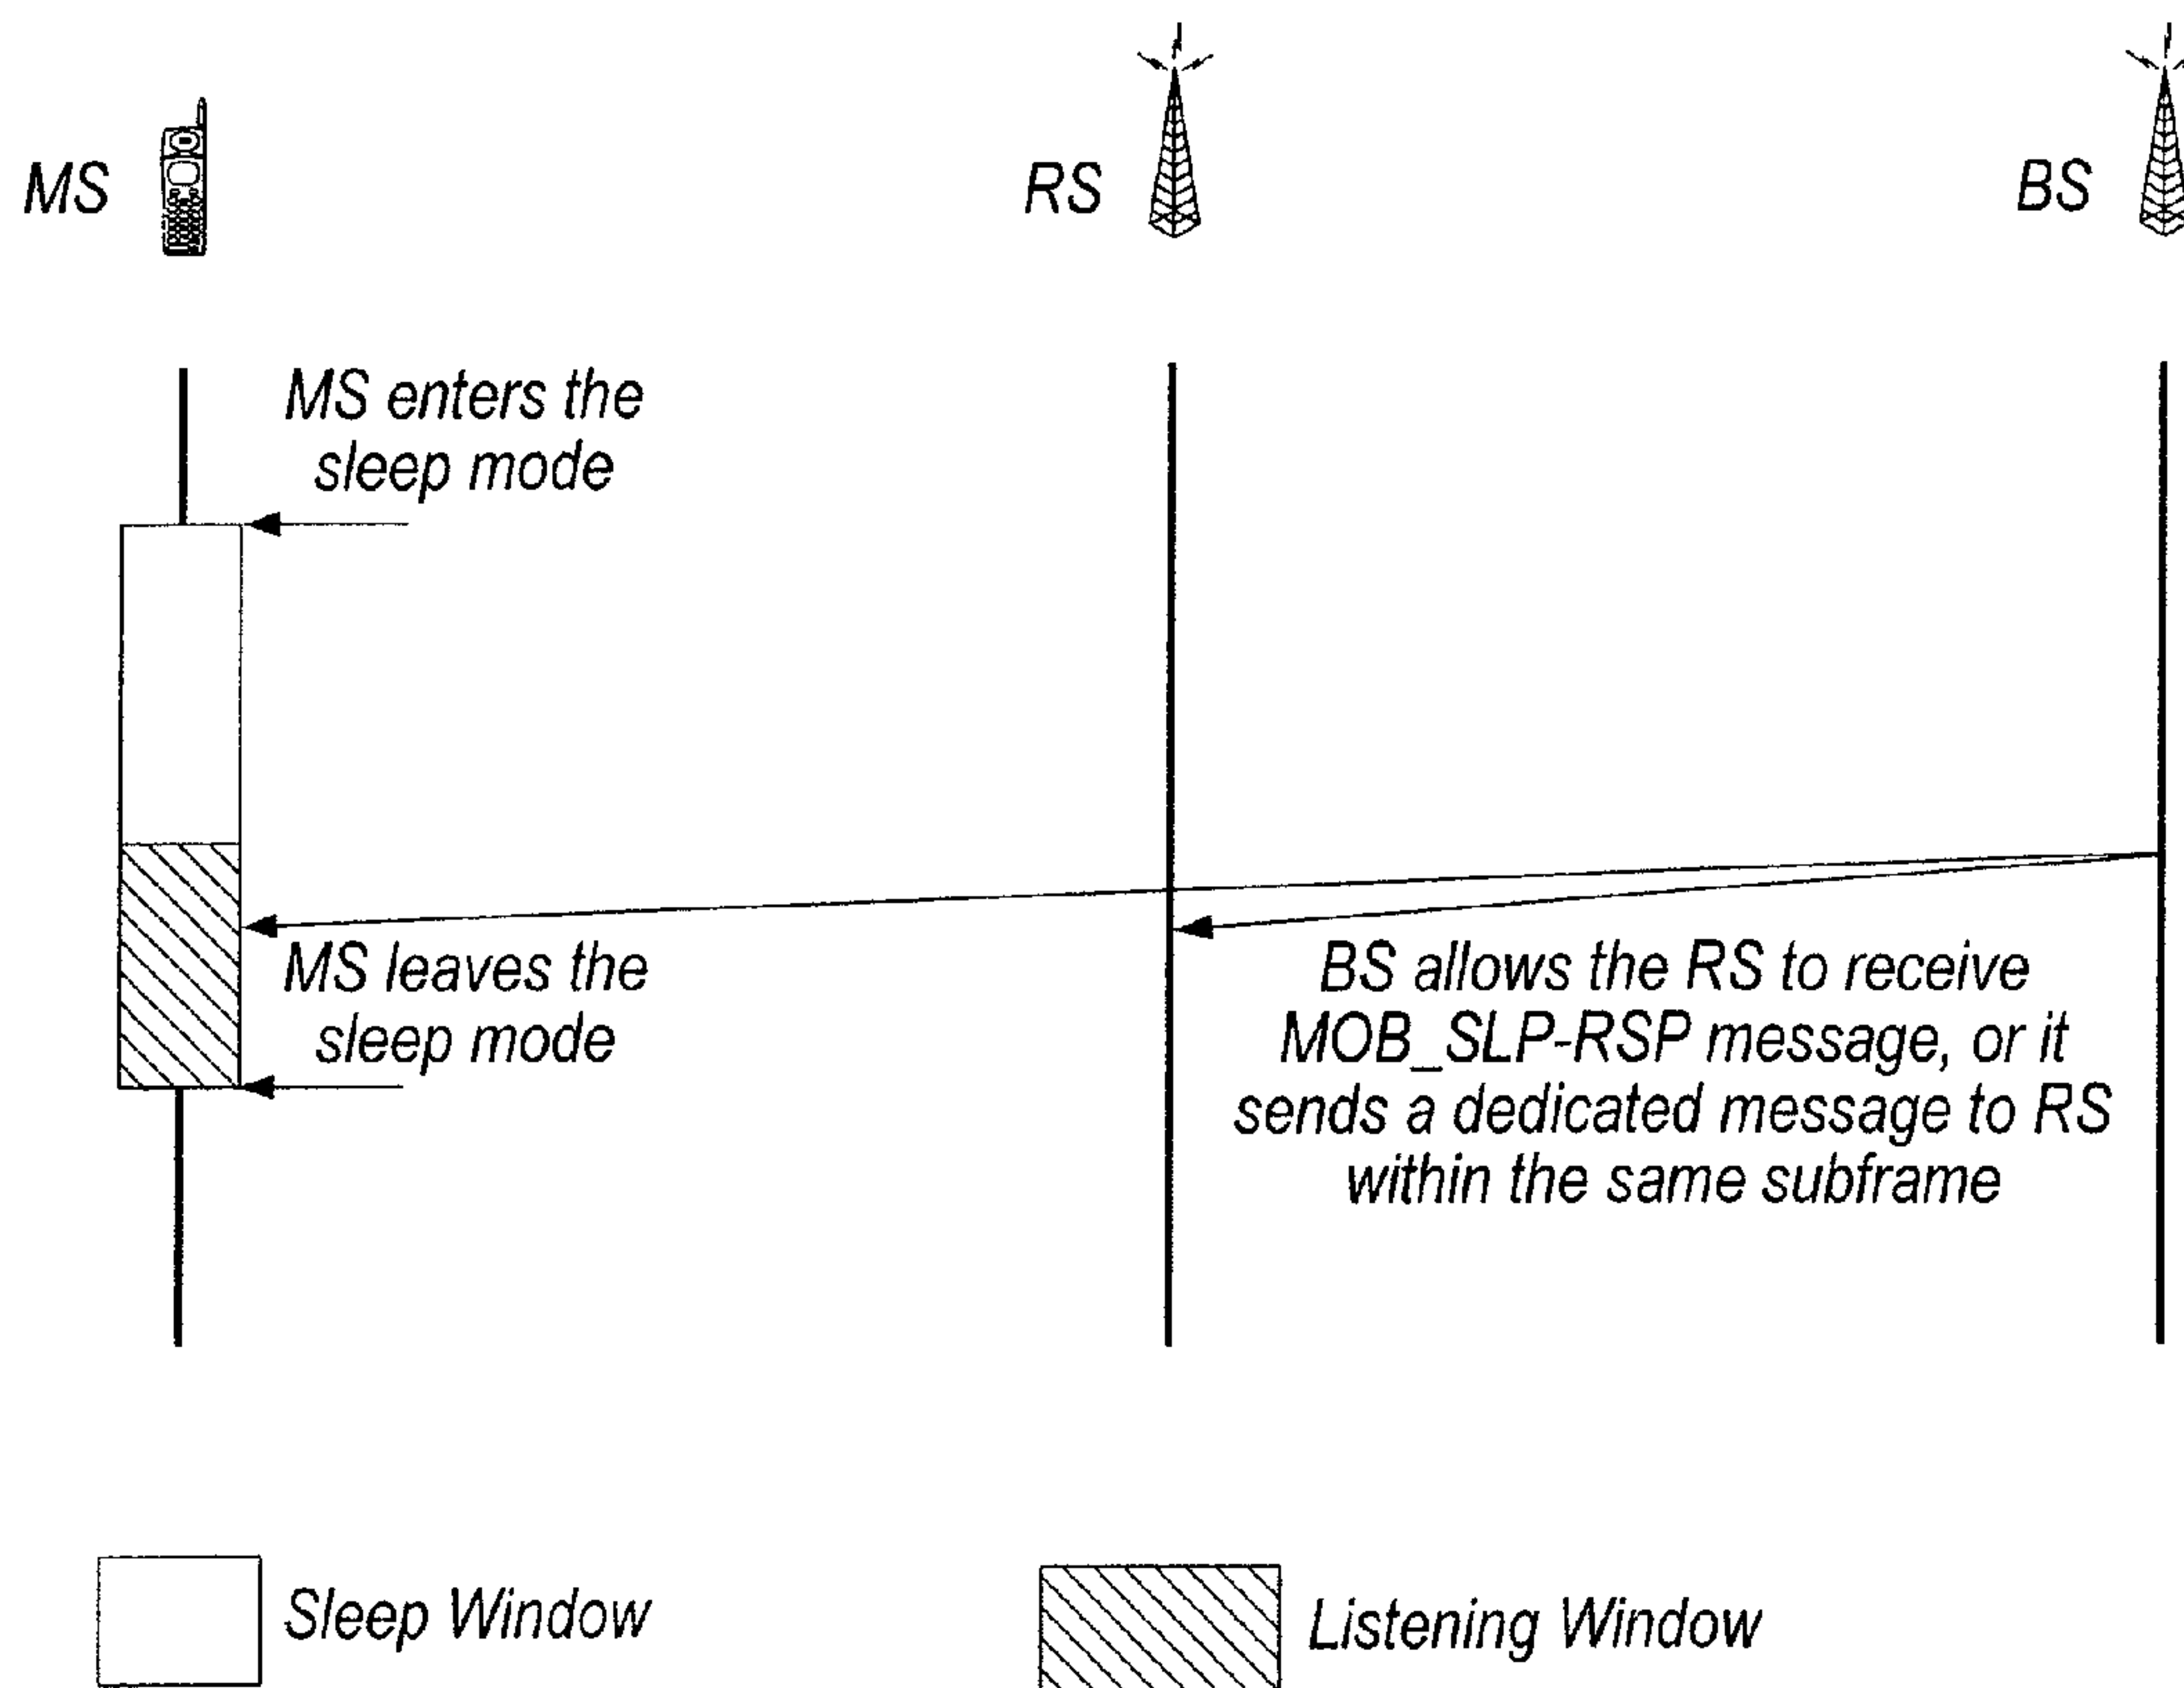 MS
RS
BS
MS enters the
sleep mode
MS leaves the
sleep mode
BS allows the RS to receive
MOB_SLP-RSP message, or it
sends a dedicated message to RS
within the same subframe
Sleep Window
Listening Window